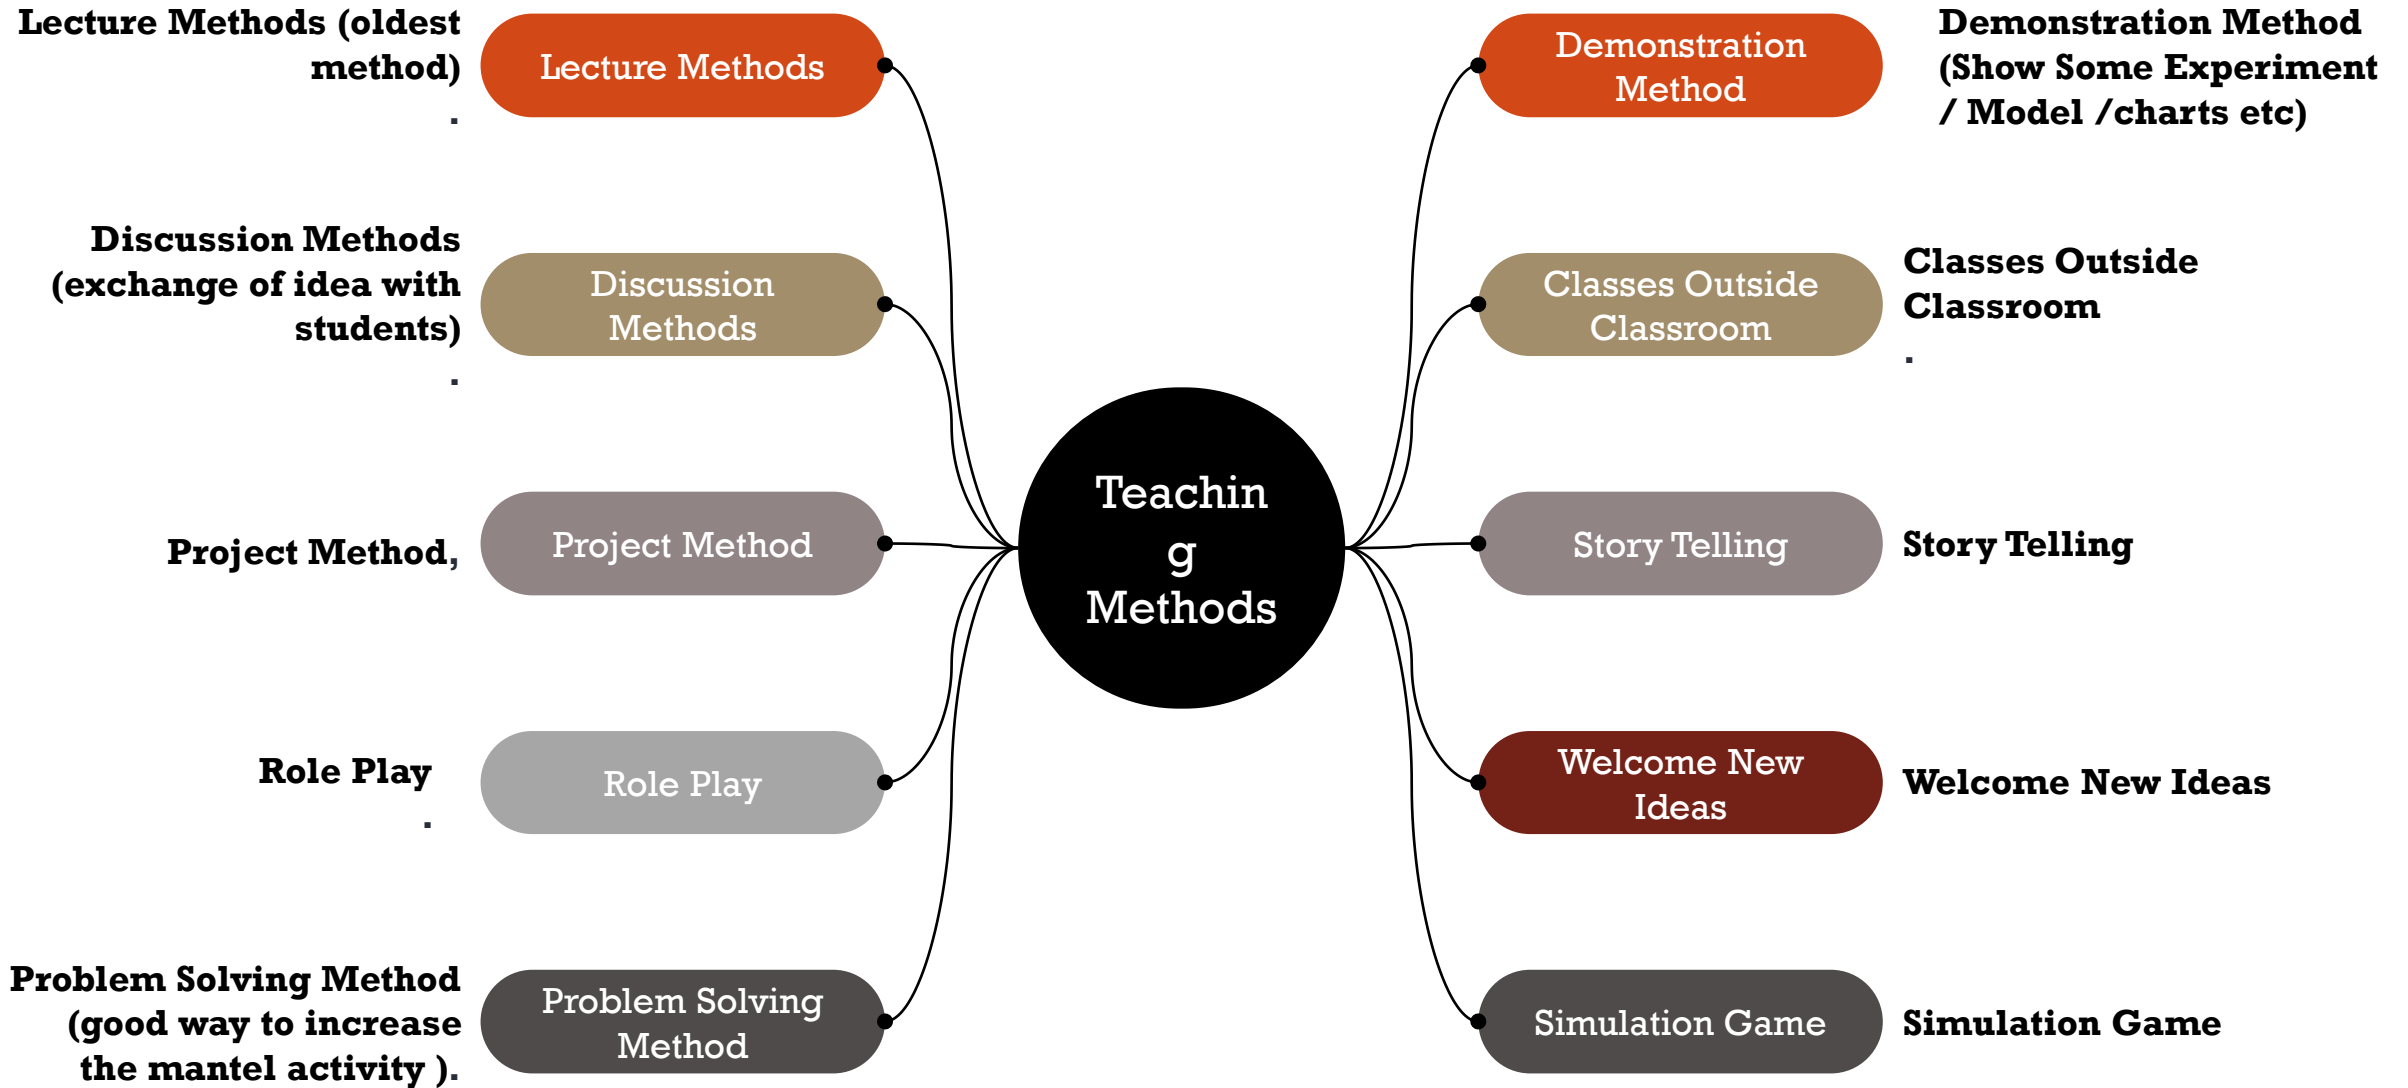 Lecture Methods (oldest
method)
.
Lecture Methods
Discussion Methods
(exchange of idea with
students)
.
Discussion
Methods
Project Method,
Project Method
Role Play
.
Role Play
Problem Solving Method
(good way to increase
the mantel activity ).
Problem Solving
Method
Teachin
g
Methods
Demonstration
Method
Demonstration Method
(Show Some Experiment
/ Model /charts etc)
Classes Outside
Classroom
Classes Outside
Classroom
.
Story Telling
Story Telling
Welcome New
Ideas
Welcome New Ideas
Simulation Game
Simulation Game